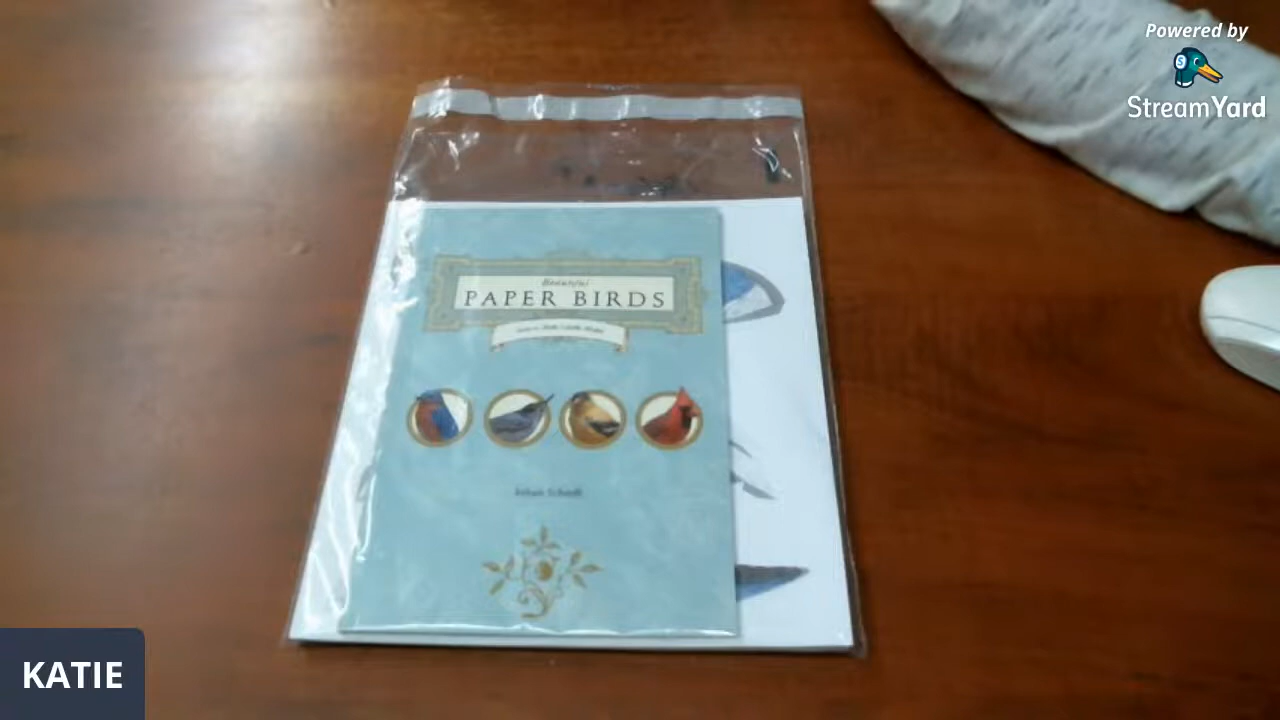 Powered by
StreamYard
Beautiful
PAPER BIRDS
KATIE